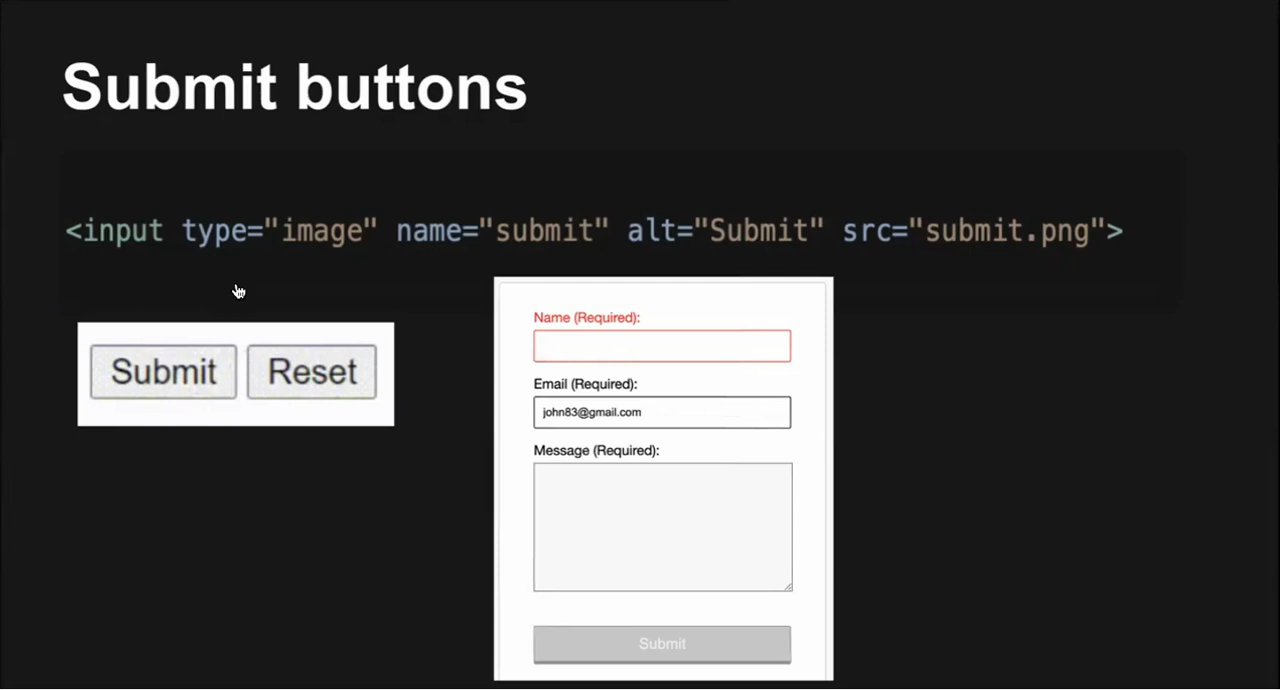 Submit buttons
<input type="image" name="submit" alt="Submit" src="submit.png">
Submit Reset
Name (Required):
Email (Required):
john83@gmail.com
Message (Required):
Submit